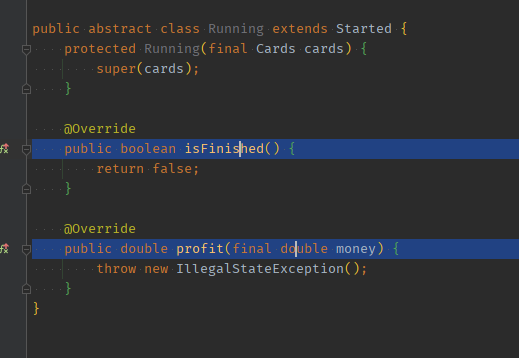 public abstract class Running extends Started {
    protected Running(final Cards cards) {
        super(cards);
    }

    @Override
    public boolean isFinished() {
        return false;
    }

    @Override
    public double profit(final double money) {
        throw new IllegalStateException();
    }
}